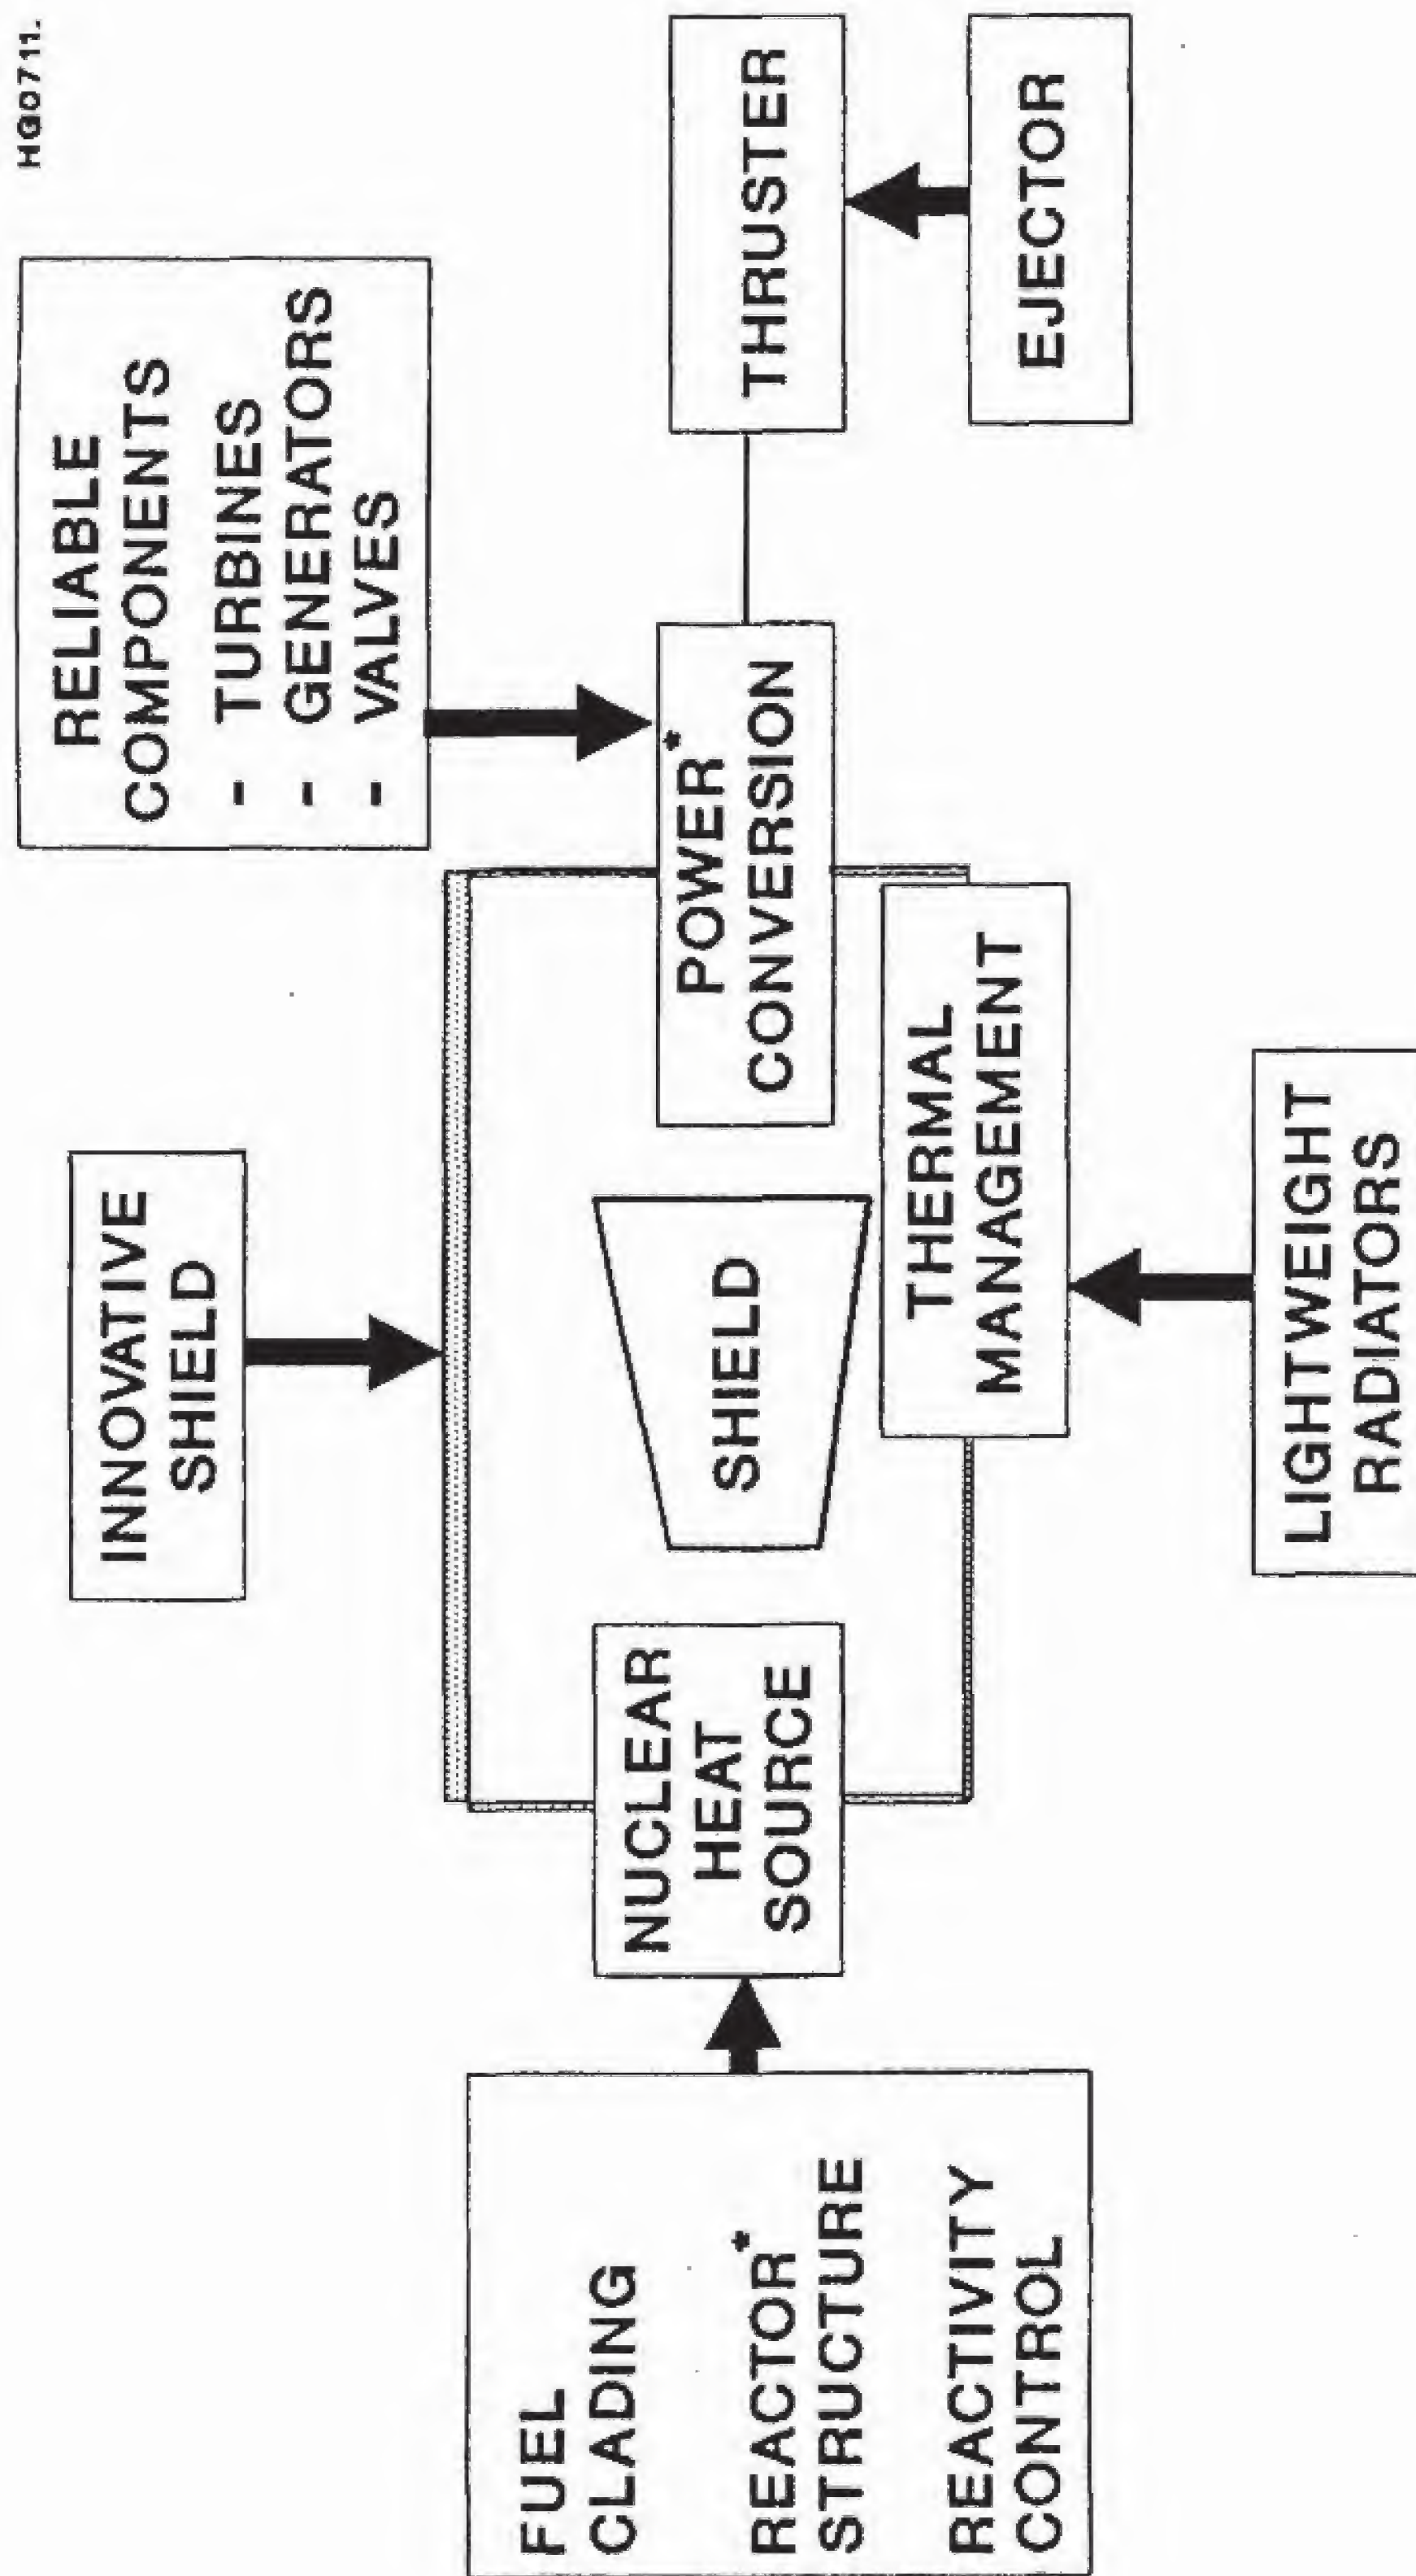 HG0711.
INNOVATIVE
SHIELD
RELIABLE
COMPONENTS
- TURBINES
- GENERATORS
- VALVES
FUEL
CLADING
REACTOR*
STRUCTURE
REACTIVITY
CONTROL
NUCLEAR
HEAT
SOURCE
SHIELD
POWER*
CONVERSION
THRUSTER
THERMAL
MANAGEMENT
EJECTOR
LIGHTWEIGHT
RADIATORS